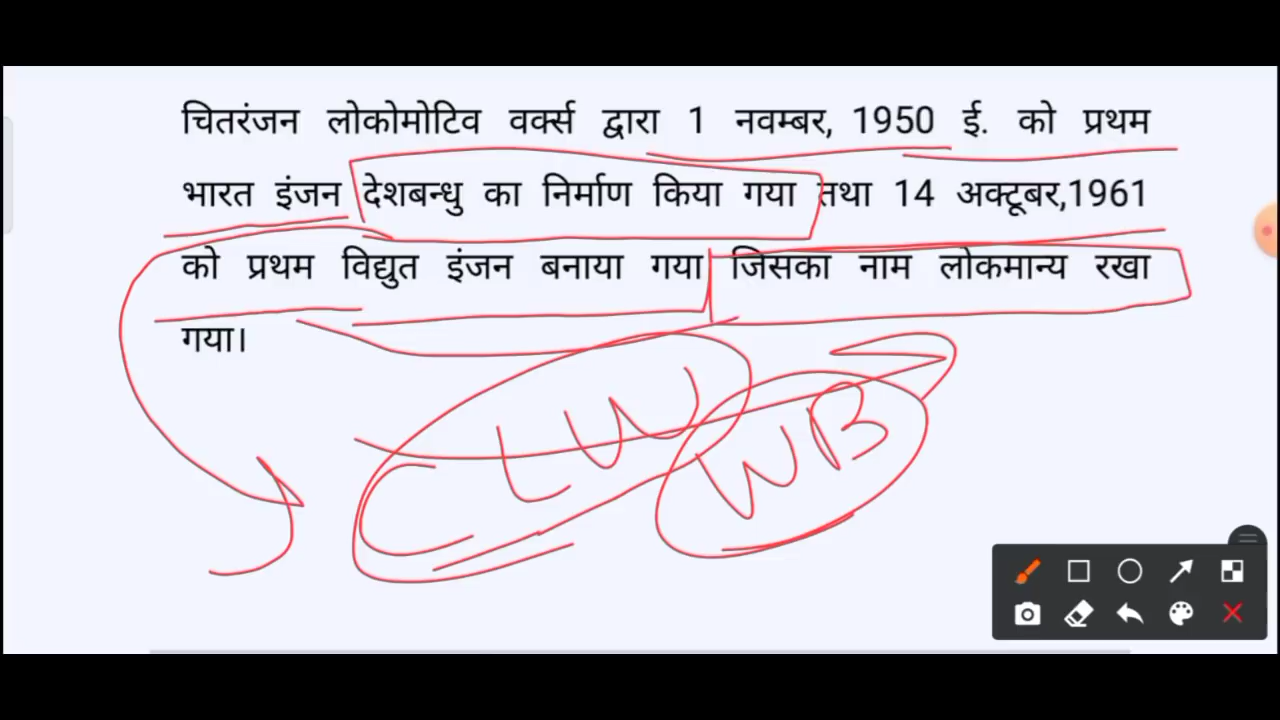 चितरंजन लोकोमोटिव वर्क्स द्वारा 1 नवम्बर, 1950 ई. को प्रथम
भारत इंजन देशबन्धु का निर्माण किया गया तथा 14 अक्टूबर,1961
को प्रथम विद्युत इंजन बनाया गया जिसका नाम लोकमान्य रखा
गया।
CLW WB